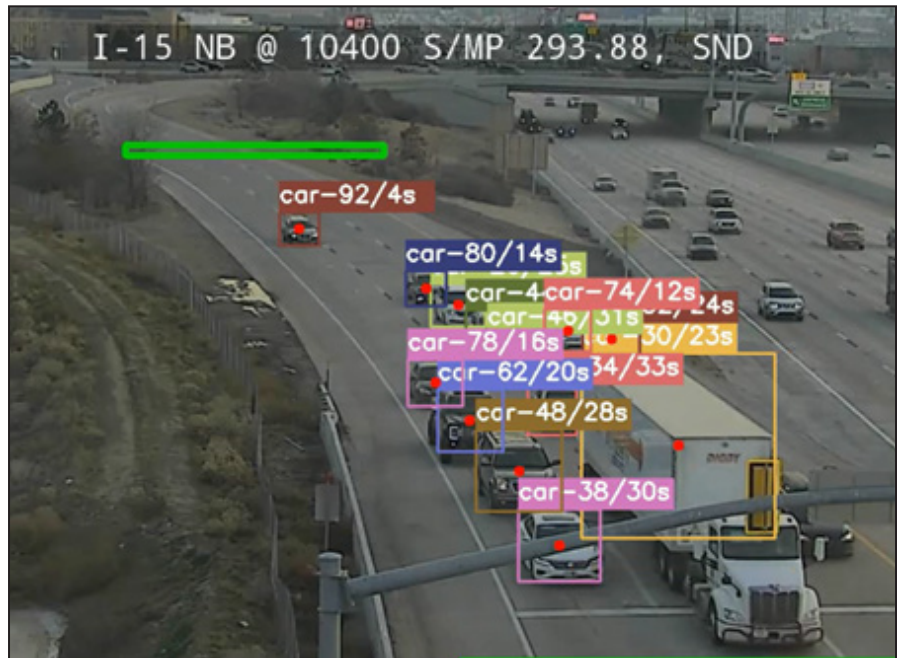 I-15 NB @ 10400 S/MP 293.88, SND
car-92/4s
car-80/14s
car-74/12s
car-46/31s
/24s
car-78/16s
-30/23s
car-62/20s
34/33s
car-48/28s
car-38/30s